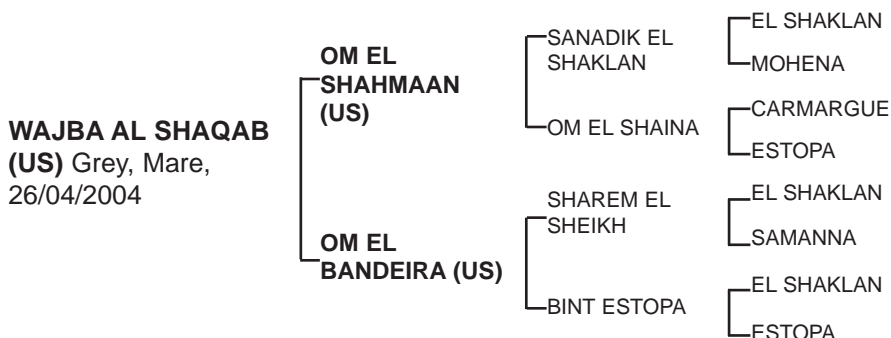 WAJBA AL SHAQAB
(US) Grey, Mare,
26/04/2004
OM EL
SHAHMAAN
(US)
OM EL
BANDEIRA (US)
SANADIK EL
SHAKLAN
OM EL SHAINA
SHAREM EL
SHEIKH
BINT ESTOPA
EL SHAKLAN
MOHENA
CARMARGUE
ESTOPA
EL SHAKLAN
SAMANNA
EL SHAKLAN
ESTOPA